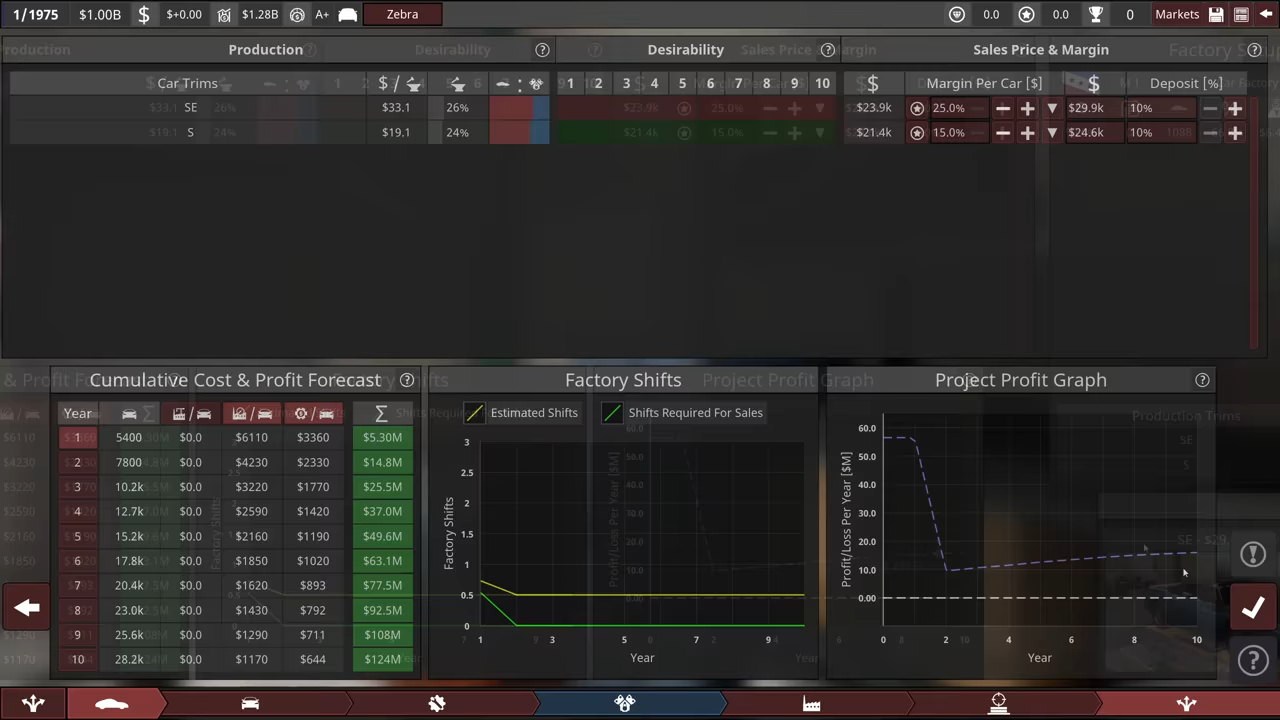 1/1975 $1.00B $ $+0.00 $1.28B A+ Zebra 0.0 0.0 0 Markets
Production Desirability Sales Price & Margin
Car Trims $ / : 1 2 3 4 5 6 7 8 9 10 $$ Margin Per Car [$] $ Deposit [%]
SE $33.1 26% $23.9k 25.0% $29.9k 10%
S $19.1 24% $21.4k 15.0% $24.6k 10%
Cumulative Cost & Profit Forecast
Year / / / Σ
1 5400 $0.0 $6110 $3360 $5.30M
2 7800 $0.0 $4230 $2330 $14.8M
3 10.2k $0.0 $3220 $1770 $25.5M
4 12.7k $0.0 $2590 $1420 $37.0M
5 15.2k $0.0 $2160 $1190 $49.6M
6 17.8k $0.0 $1850 $1020 $63.1M
7 20.4k $0.0 $1620 $893 $77.5M
8 23.0k $0.0 $1430 $792 $92.5M
9 25.6k $0.0 $1290 $711 $108M
10 28.2k $0.0 $1170 $644 $124M
Factory Shifts
Estimated Shifts Shifts Required For Sales
Factory Shifts
3
2.5
2
1.5
1
0.5
0 1 3 5 7 9
Year
Project Profit Graph
Profit/Loss Per Year [$M]
60.0
50.0
40.0
30.0
20.0
10.0
0.00
0 2 4 6 8 10
Year
Production Trims
SE
S